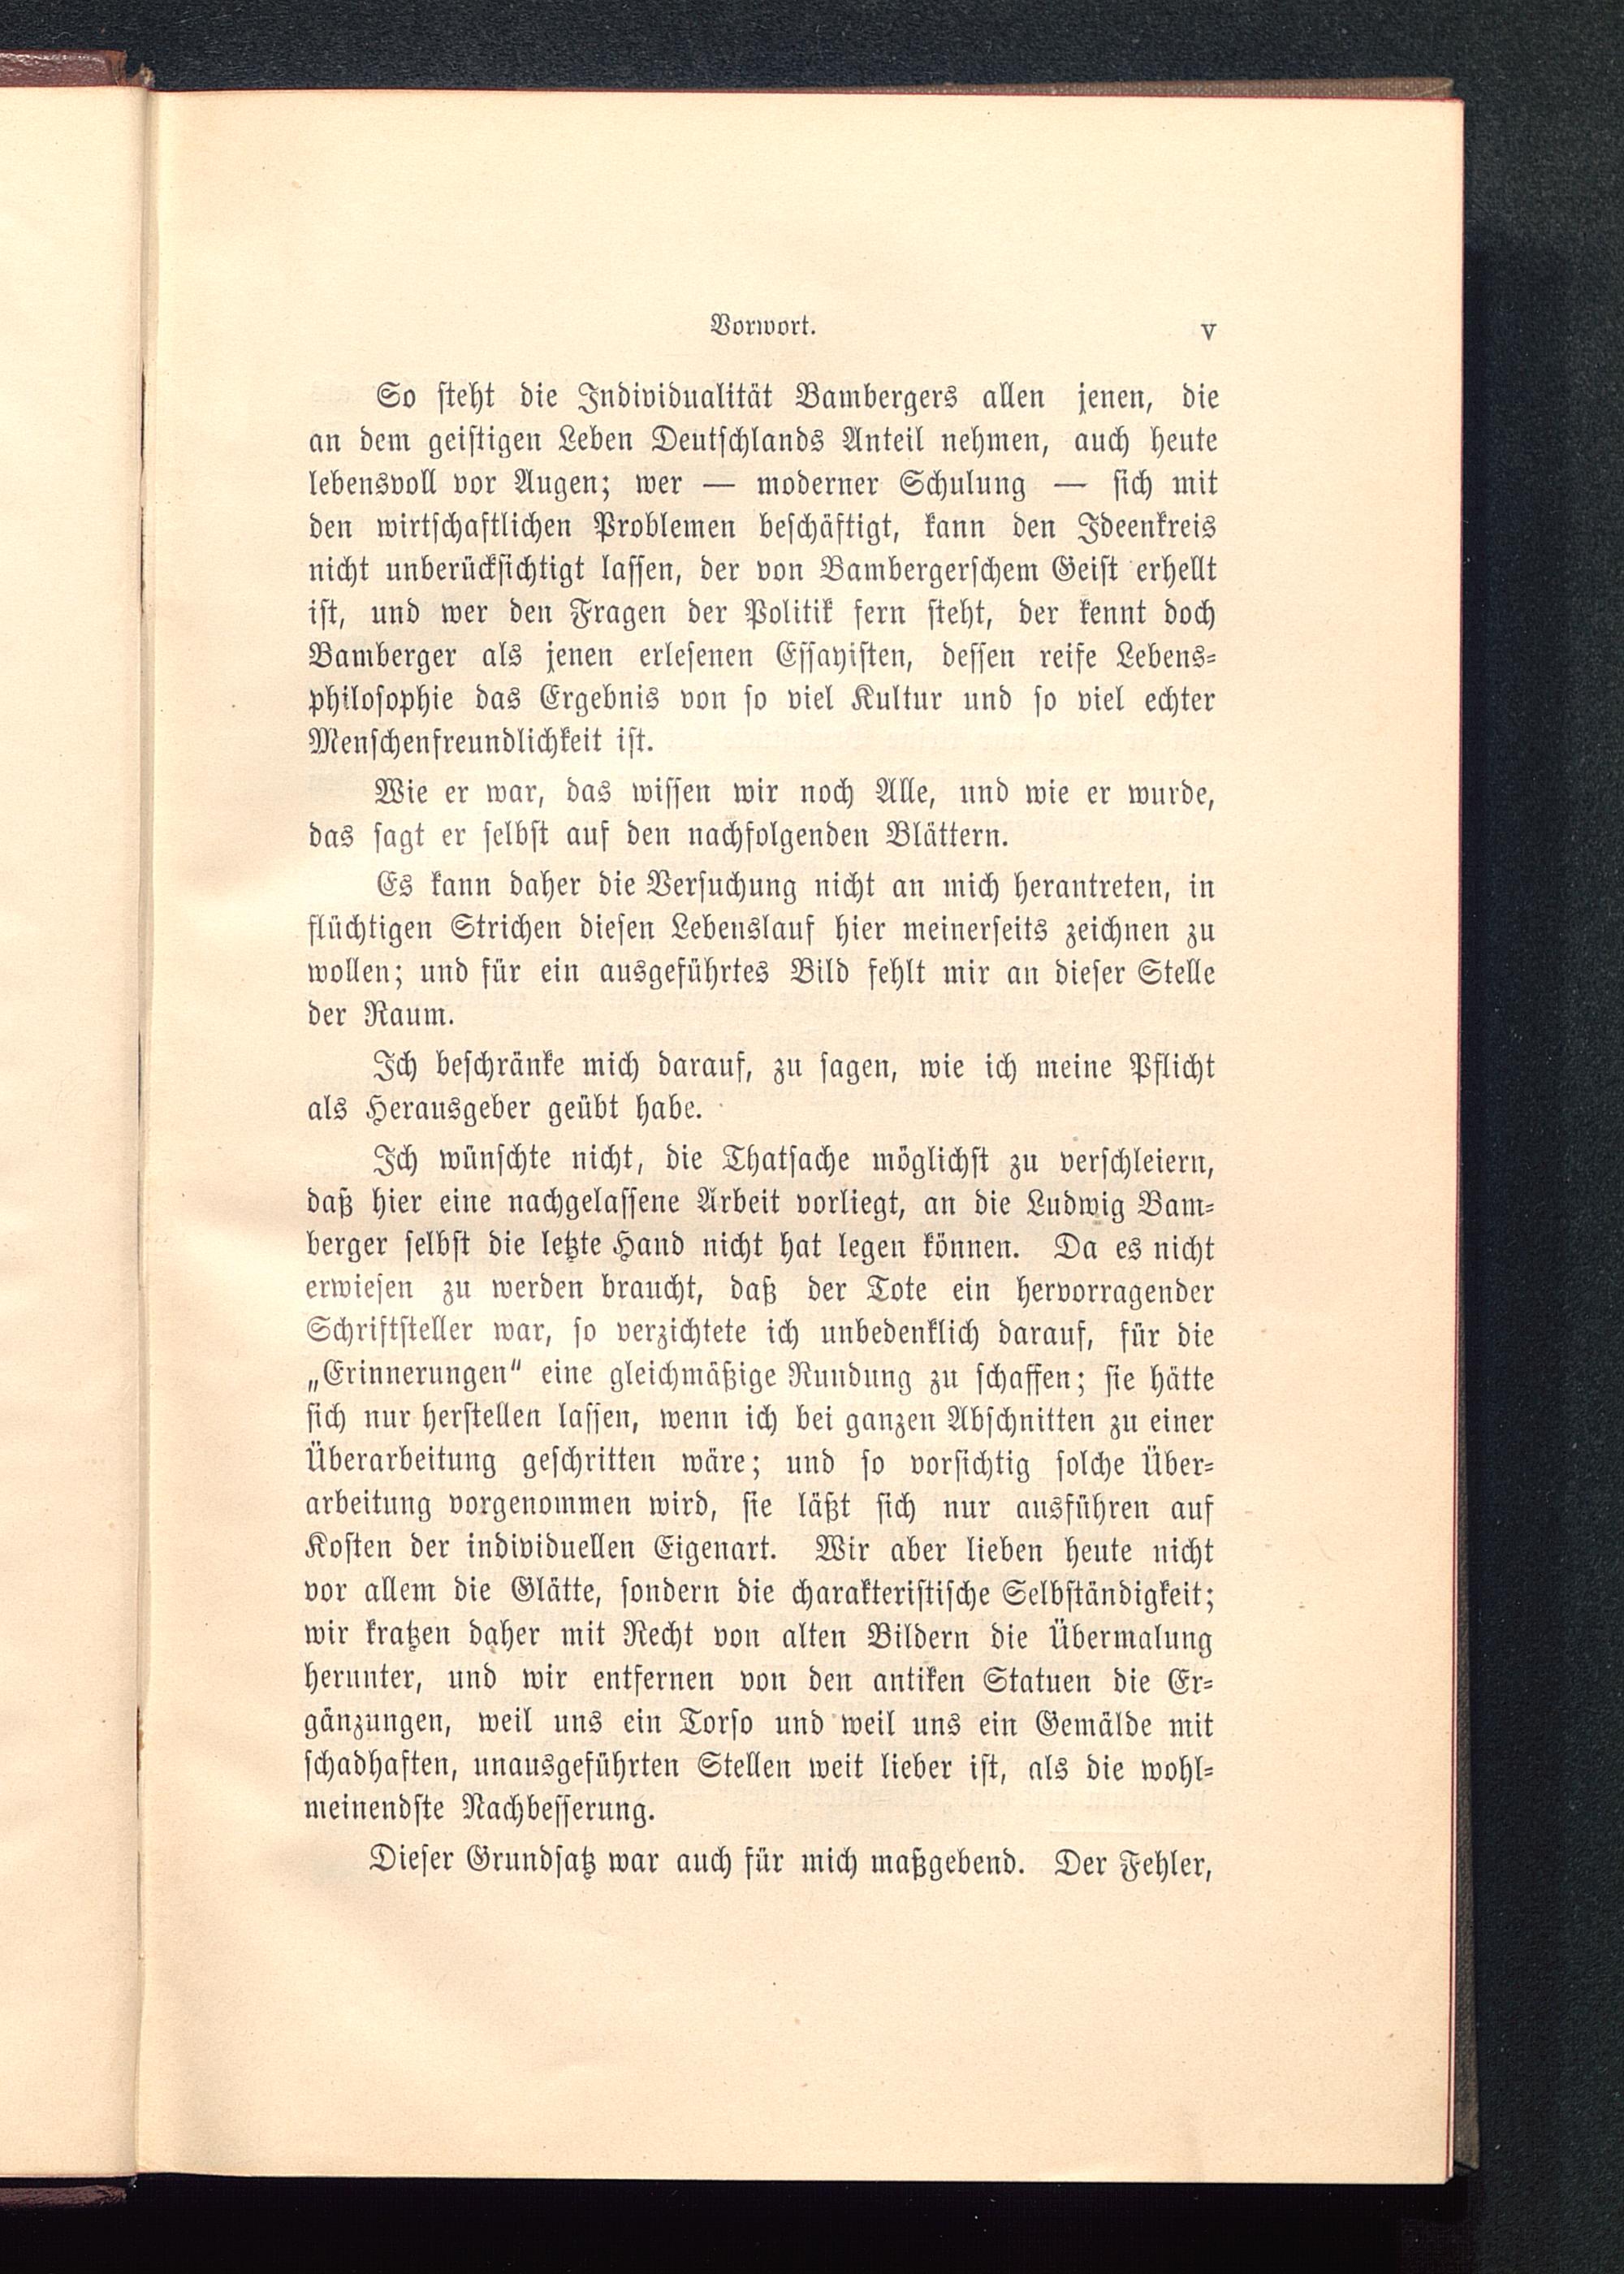 Vorwort. V
So steht die Individualität Bambergers allen jenen, die
an dem geistigen Leben Deutschlands Anteil nehmen, auch heute
lebensvoll vor Augen; wer — moderner Schulung — sich mit
den wirtschaftlichen Problemen beschäftigt, kann den Ideenkreis
nicht unberücksichtigt lassen, der von Bambergerschem Geist erhellt
ist, und wer den Fragen der Politik fern steht, der kennt doch
Bamberger als jenen erlesenen Essayisten, dessen reife Lebens-
philosophie das Ergebnis von so viel Kultur und so viel echter
Menschenfreundlichkeit ist.
Wie er war, das wissen wir noch Alle, und wie er wurde,
das sagt er selbst auf den nachfolgenden Blättern.
Es kann daher die Versuchung nicht an mich herantreten, in
flüchtigen Strichen diesen Lebenslauf hier meinerseits zeichnen zu
wollen; und für ein ausgeführtes Bild fehlt mir an dieser Stelle
der Raum.
Ich beschränke mich darauf, zu sagen, wie ich meine Pflicht
als Herausgeber geübt habe.
Ich wünschte nicht, die Thatsache möglichst zu verschleiern,
daß hier eine nachgelassene Arbeit vorliegt, an die Ludwig Bam-
berger selbst die letzte Hand nicht hat legen können. Da es nicht
erwiesen zu werden braucht, daß der Tote ein hervorragender
Schriftsteller war, so verzichtete ich unbedenklich darauf, für die
„Erinnerungen“ eine gleichmäßige Rundung zu schaffen; sie hätte
sich nur herstellen lassen, wenn ich bei ganzen Abschnitten zu einer
Überarbeitung geschritten wäre; und so vorsichtig solche Über-
arbeitung vorgenommen wird, sie läßt sich nur ausführen auf
Kosten der individuellen Eigenart. Wir aber lieben heute nicht
vor allem die Glätte, sondern die charakteristische Selbständigkeit;
wir kratzen daher mit Recht von alten Bildern die Übermalung
herunter, und wir entfernen von den antiken Statuen die Er-
gänzungen, weil uns ein Torso und weil uns ein Gemälde mit
schadhaften, unausgeführten Stellen weit lieber ist, als die wohl-
meinendste Nachbesserung.
Dieser Grundsatz war auch für mich maßgebend. Der Fehler,